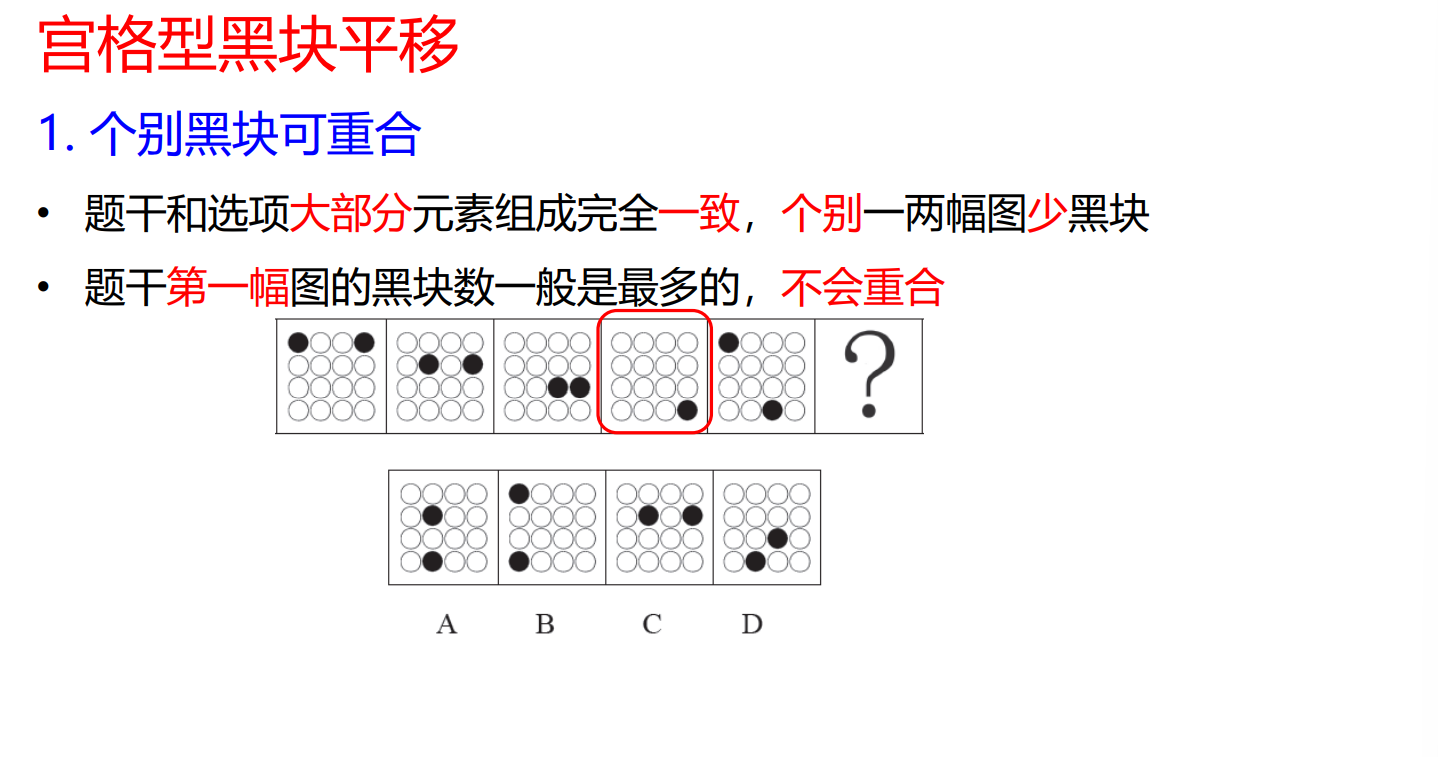 宫格型黑块平移
1. 个别黑块可重合
• 题干和选项大部分元素组成完全一致，个别一两幅图少黑块
• 题干第一幅图的黑块数一般是最多的，不会重合
?
A B C D